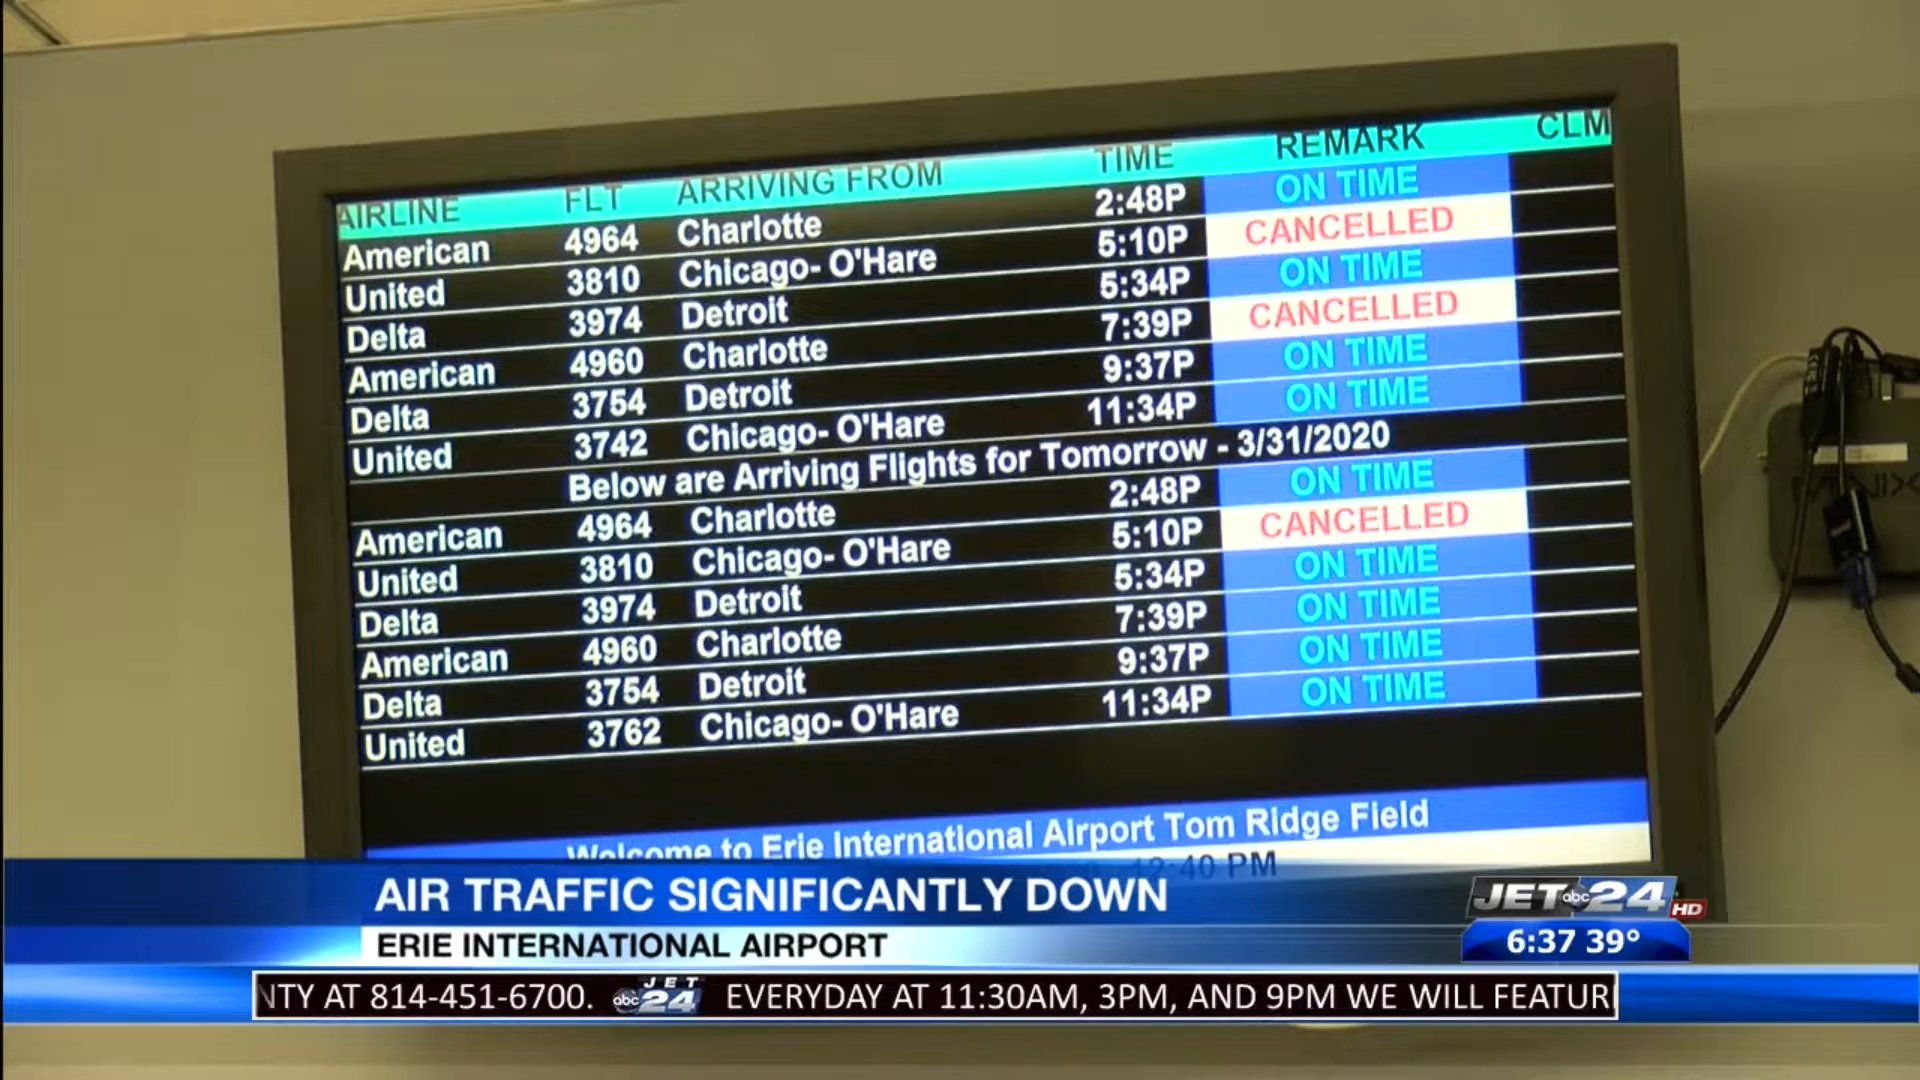 AIRLINE FLT ARRIVING FROM TIME REMARK CLM
American 4964 Charlotte 2:48P ON TIME
United 3810 Chicago- O'Hare 5:10P CANCELLED
Delta 3974 Detroit 5:34P ON TIME
American 4960 Charlotte 7:39P CANCELLED
Delta 3754 Detroit 9:37P ON TIME
United 3742 Chicago- O'Hare 11:34P ON TIME
Below are Arriving Flights for Tomorrow - 3/31/2020
American 4964 Charlotte 2:48P ON TIME
United 3810 Chicago- O'Hare 5:10P CANCELLED
Delta 3974 Detroit 5:34P ON TIME
American 4960 Charlotte 7:39P ON TIME
Delta 3754 Detroit 9:37P ON TIME
United 3762 Chicago- O'Hare 11:34P ON TIME
Welcome to Erie International Airport Tom Ridge Field
12:40 PM
AIR TRAFFIC SIGNIFICANTLY DOWN
ERIE INTERNATIONAL AIRPORT
JET abc 24 HD
6:37 39°
NTY AT 814-451-6700. JET abc 24 EVERYDAY AT 11:30AM, 3PM, AND 9PM WE WILL FEATUR